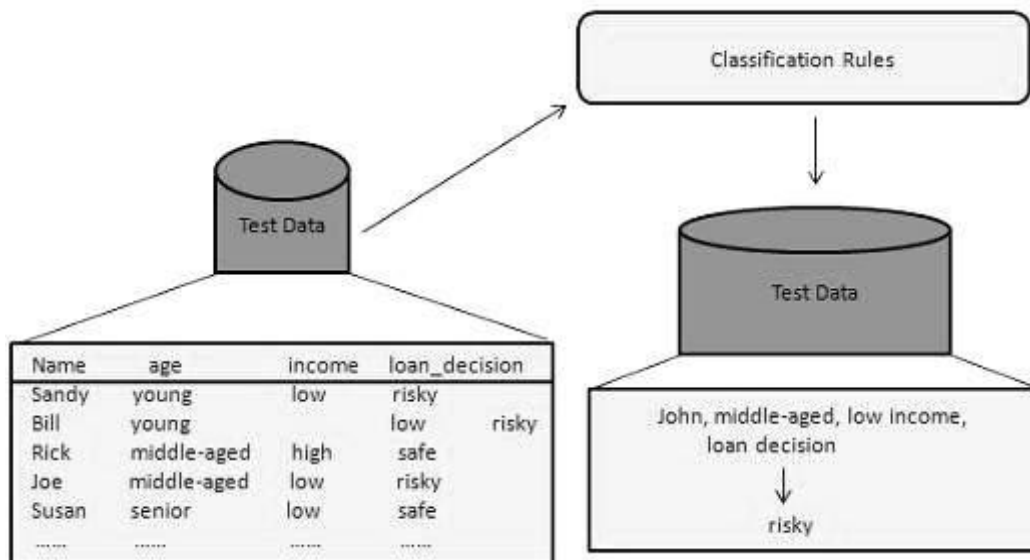 Classification Rules
Test Data
Test Data
Name age income loan_decision
Sandy young low risky
Bill young low risky
Rick middle-aged high safe
Joe middle-aged low risky
Susan senior low safe
...... ...... ...... ......
John, middle-aged, low income,
loan decision
risky